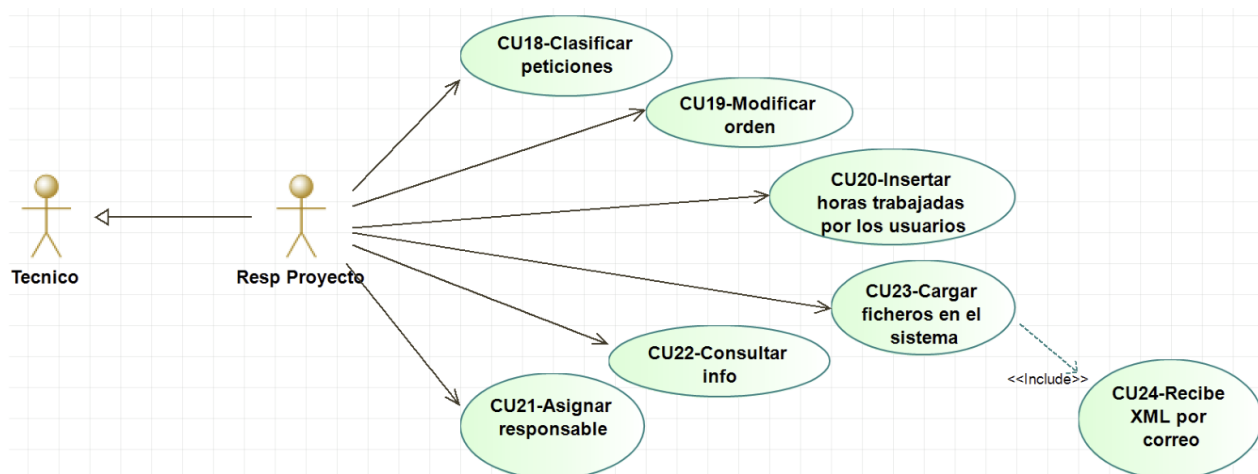 CU18-Clasificar
peticiones
CU19-Modificar
orden
CU20-Insertar
horas trabajadas
por los usuarios
Tecnico
Resp Proyecto
CU23-Cargar
ficheros en el
sistema
CU22-Consultar
info
<<Include>>
CU24-Recibe
XML por
correo
CU21-Asignar
responsable